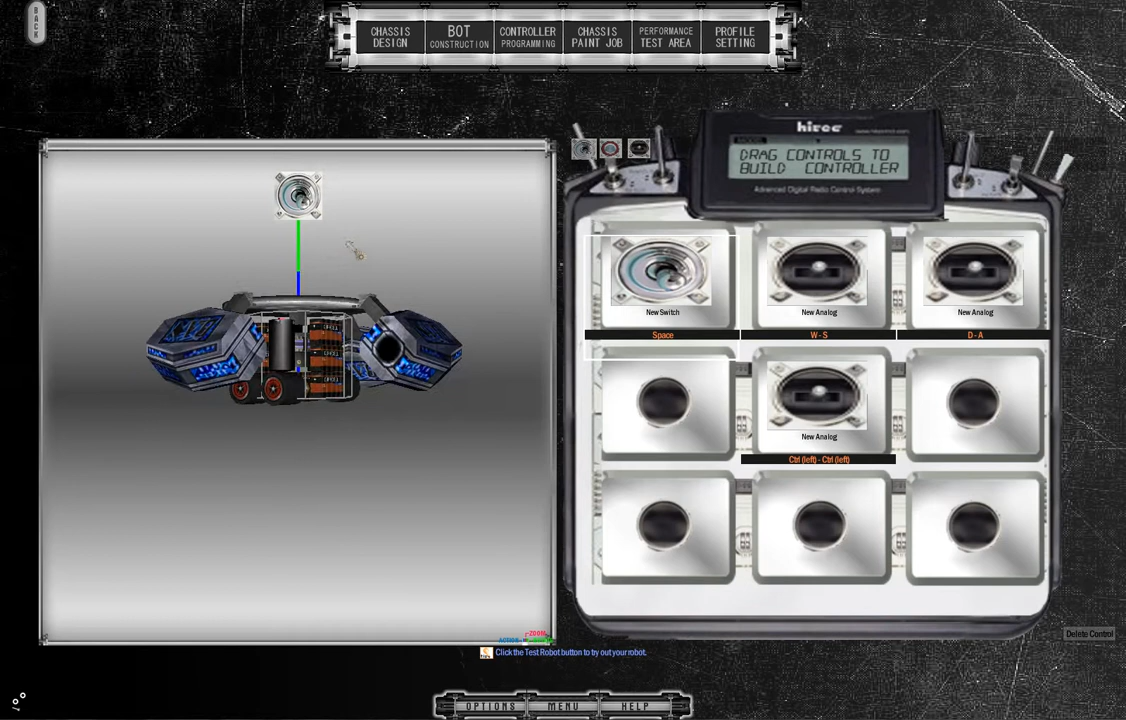 BACK
CHASSIS DESIGN
BOT CONSTRUCTION
CONTROLLER PROGRAMMING
CHASSIS PAINT JOB
PERFORMANCE TEST AREA
PROFILE SETTING
hitec
DRAG CONTROLS TO
BUILD CONTROLLER
Advanced Digital Radio Control System
New Switch
New Analog
New Analog
Space
W - S
D - A
New Analog
Ctrl (left) - Ctrl (left)
ZOOM
ACTION
Delete Control
Click the Test Robot button to try out your robot.
OPTIONS
MENU
HELP